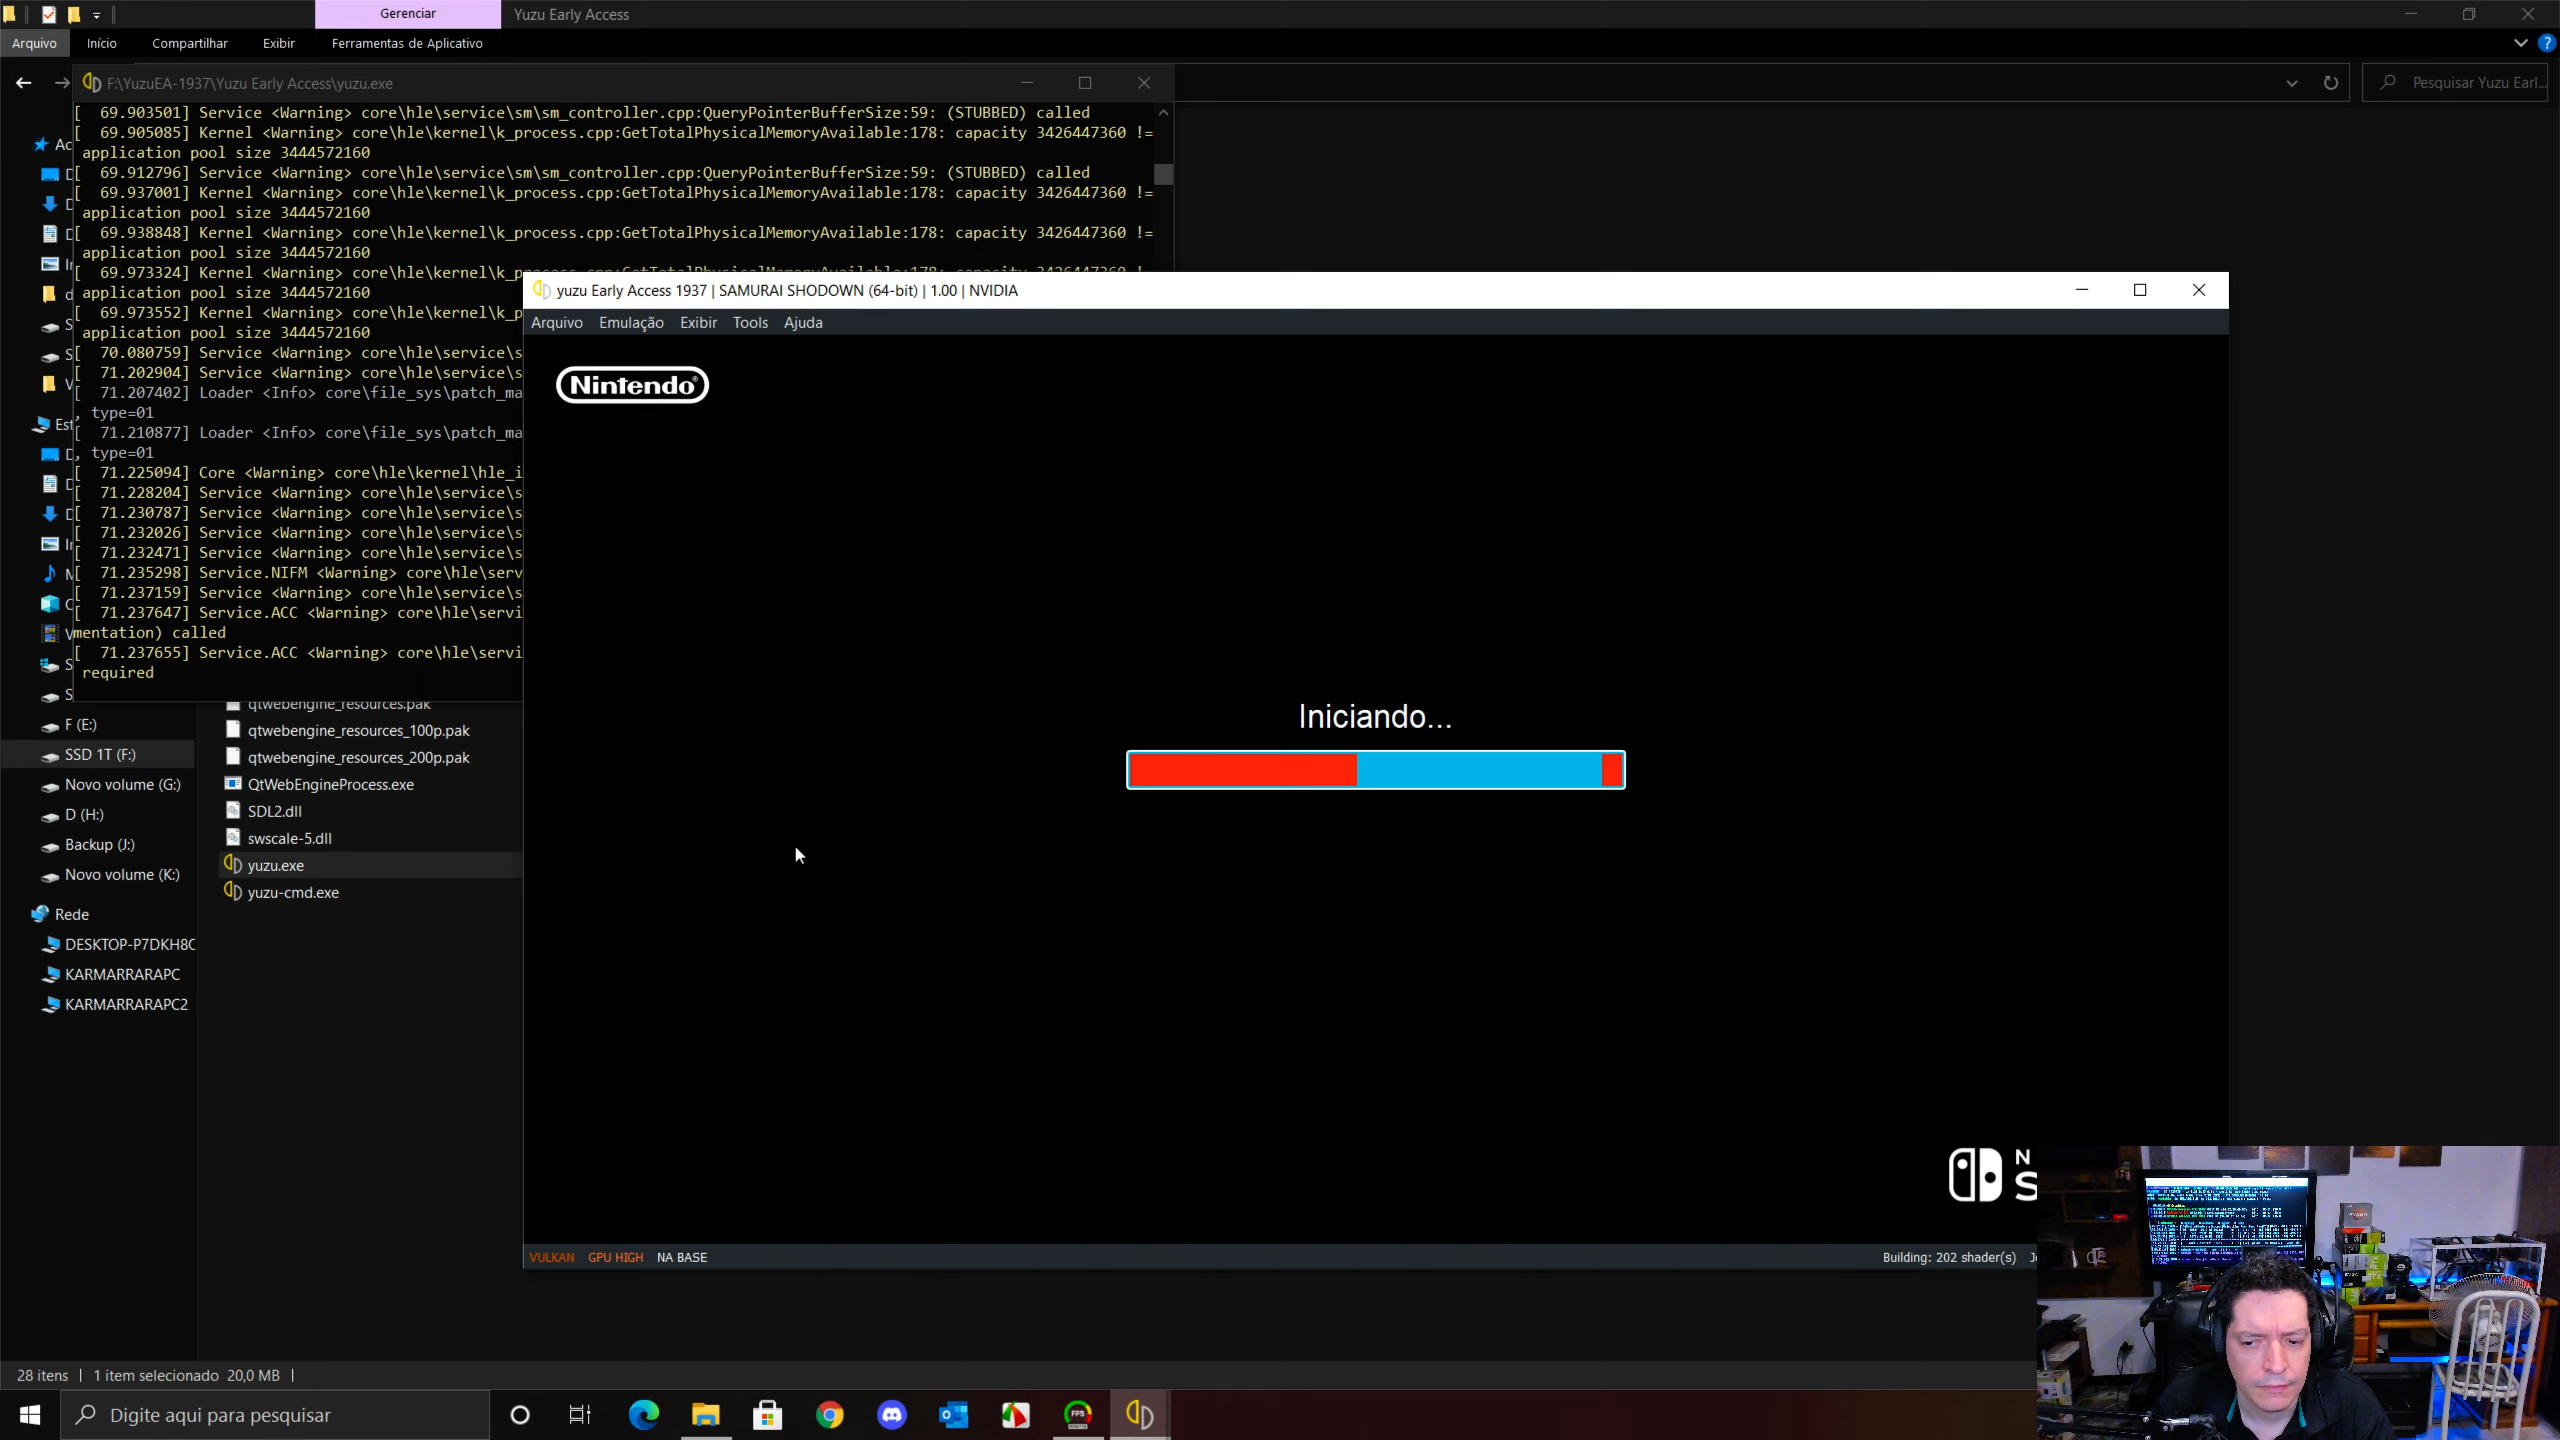 Gerenciar
Yuzu Early Access
Arquivo Início Compartilhar Exibir Ferramentas de Aplicativo
F:\YuzuEA-1937\Yuzu Early Access\yuzu.exe
Pesquisar Yuzu Earl...
[ 69.903501] Service <Warning> core\hle\service\sm\sm_controller.cpp:QueryPointerBufferSize:59: (STUBBED) called
[ 69.905085] Kernel <Warning> core\hle\kernel\k_process.cpp:GetTotalPhysicalMemoryAvailable:178: capacity 3426447360 !=
application pool size 3444572160
[ 69.912796] Service <Warning> core\hle\service\sm\sm_controller.cpp:QueryPointerBufferSize:59: (STUBBED) called
[ 69.937001] Kernel <Warning> core\hle\kernel\k_process.cpp:GetTotalPhysicalMemoryAvailable:178: capacity 3426447360 !=
application pool size 3444572160
[ 69.938848] Kernel <Warning> core\hle\kernel\k_process.cpp:GetTotalPhysicalMemoryAvailable:178: capacity 3426447360 !=
application pool size 3444572160
[ 69.973324] Kernel <Warning> core\hle\kernel\k_process.cpp:GetTotalPhysicalMemoryAvailable:178: capacity 3426447360 !=
application pool size 3444572160
[ 69.973552] Kernel <Warning> core\hle\kernel\k_p
application pool size 3444572160
[ 70.080759] Service <Warning> core\hle\service\s
[ 71.202904] Service <Warning> core\hle\service\s
[ 71.207402] Loader <Info> core\file_sys\patch_ma
, type=01
[ 71.210877] Loader <Info> core\file_sys\patch_ma
, type=01
[ 71.225094] Core <Warning> core\hle\kernel\hle_i
[ 71.228204] Service <Warning> core\hle\service\s
[ 71.230787] Service <Warning> core\hle\service\s
[ 71.232026] Service <Warning> core\hle\service\s
[ 71.232471] Service <Warning> core\hle\service\s
[ 71.235298] Service.NIFM <Warning> core\hle\serv
[ 71.237159] Service <Warning> core\hle\service\s
[ 71.237647] Service.ACC <Warning> core\hle\servi
mentation) called
[ 71.237655] Service.ACC <Warning> core\hle\servi
required
yuzu Early Access 1937 | SAMURAI SHODOWN (64-bit) | 1.00 | NVIDIA
Arquivo Emulação Exibir Tools Ajuda
Nintendo®
Iniciando...
N
S
VULKAN GPU HIGH NA BASE
Building: 202 shader(s)
F (E:)
SSD 1T (F:)
Novo volume (G:)
D (H:)
Backup (J:)
Novo volume (K:)
Rede
DESKTOP-P7DKH8C
KARMARRARAPC
KARMARRARAPC2
qtwebengine_resources.pak
qtwebengine_resources_100p.pak
qtwebengine_resources_200p.pak
QtWebEngineProcess.exe
SDL2.dll
swscale-5.dll
yuzu.exe
yuzu-cmd.exe
28 itens | 1 item selecionado 20,0 MB |
Digite aqui para pesquisar
FPS